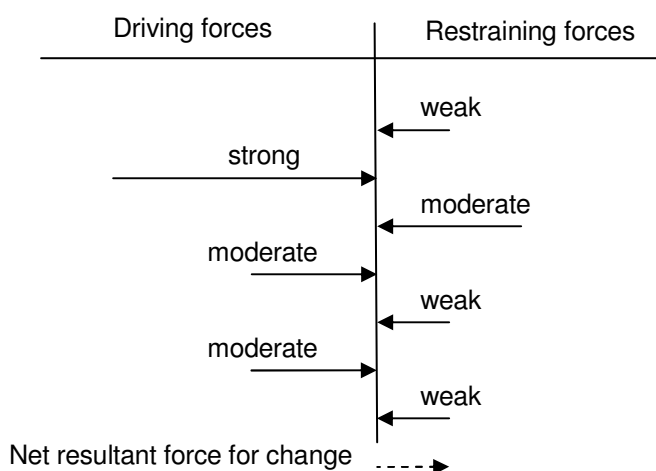 Driving forces
Restraining forces
weak
strong
moderate
moderate
weak
moderate
weak
Net resultant force for change